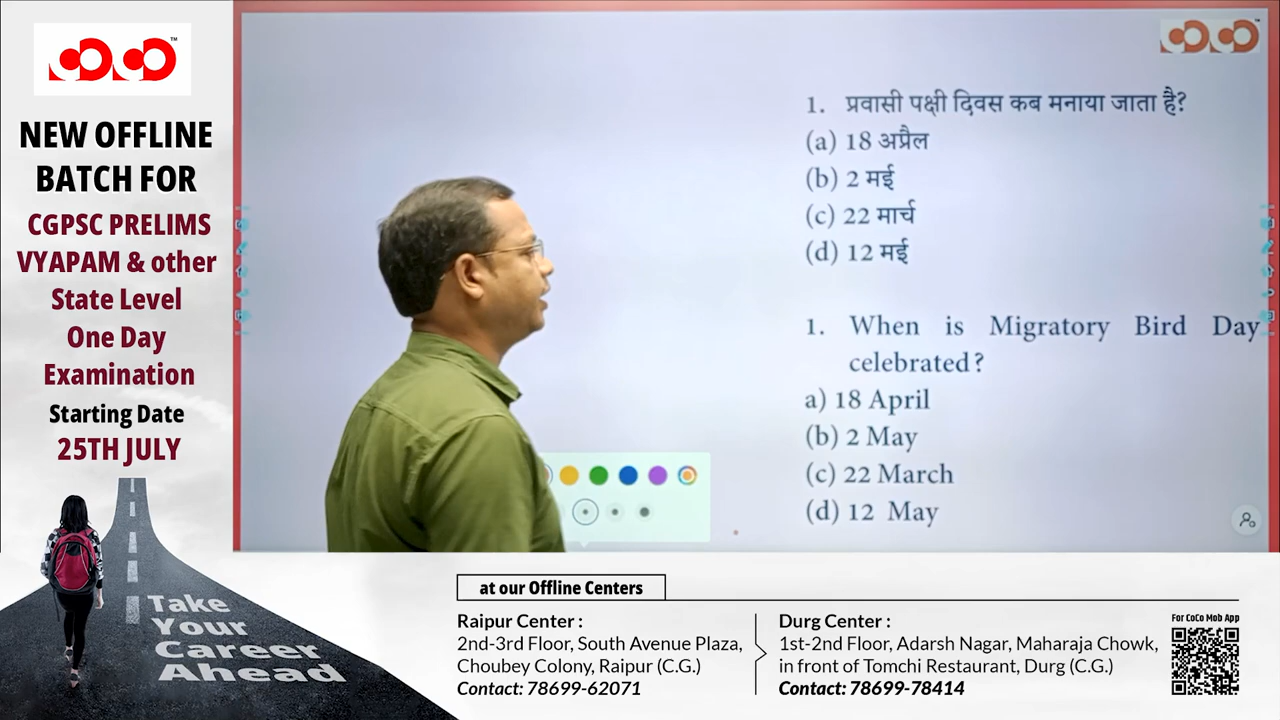 COCO TM
NEW OFFLINE
BATCH FOR
CGPSC PRELIMS
VYAPAM & other
State Level
One Day
Examination
Starting Date
25TH JULY
Take
Your
Career
Ahead
COCO
1. प्रवासी पक्षी दिवस कब मनाया जाता है?
(a) 18 अप्रैल
(b) 2 मई
(c) 22 मार्च
(d) 12 मई
1. When is Migratory Bird Day
celebrated?
a) 18 April
(b) 2 May
(c) 22 March
(d) 12 May
at our Offline Centers
Raipur Center :
2nd-3rd Floor, South Avenue Plaza,
Choubey Colony, Raipur (C.G.)
Contact: 78699-62071
Durg Center :
1st-2nd Floor, Adarsh Nagar, Maharaja Chowk,
in front of Tomchi Restaurant, Durg (C.G.)
Contact: 78699-78414
For CoCo Mob App